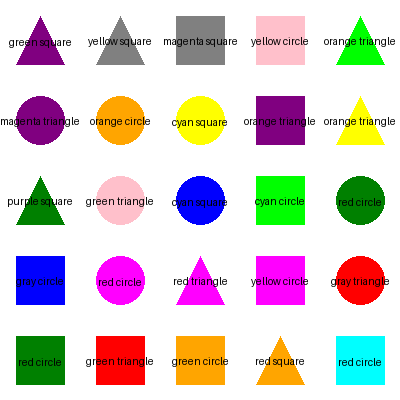 green square
yellow square
magenta square
yellow circle
orange triangle
magenta triangle
orange circle
cyan square
orange triangle
orange triangle
purple square
green triangle
cyan square
cyan circle
red circle
gray circle
red circle
red triangle
yellow circle
gray triangle
red circle
green triangle
green circle
red square
red circle